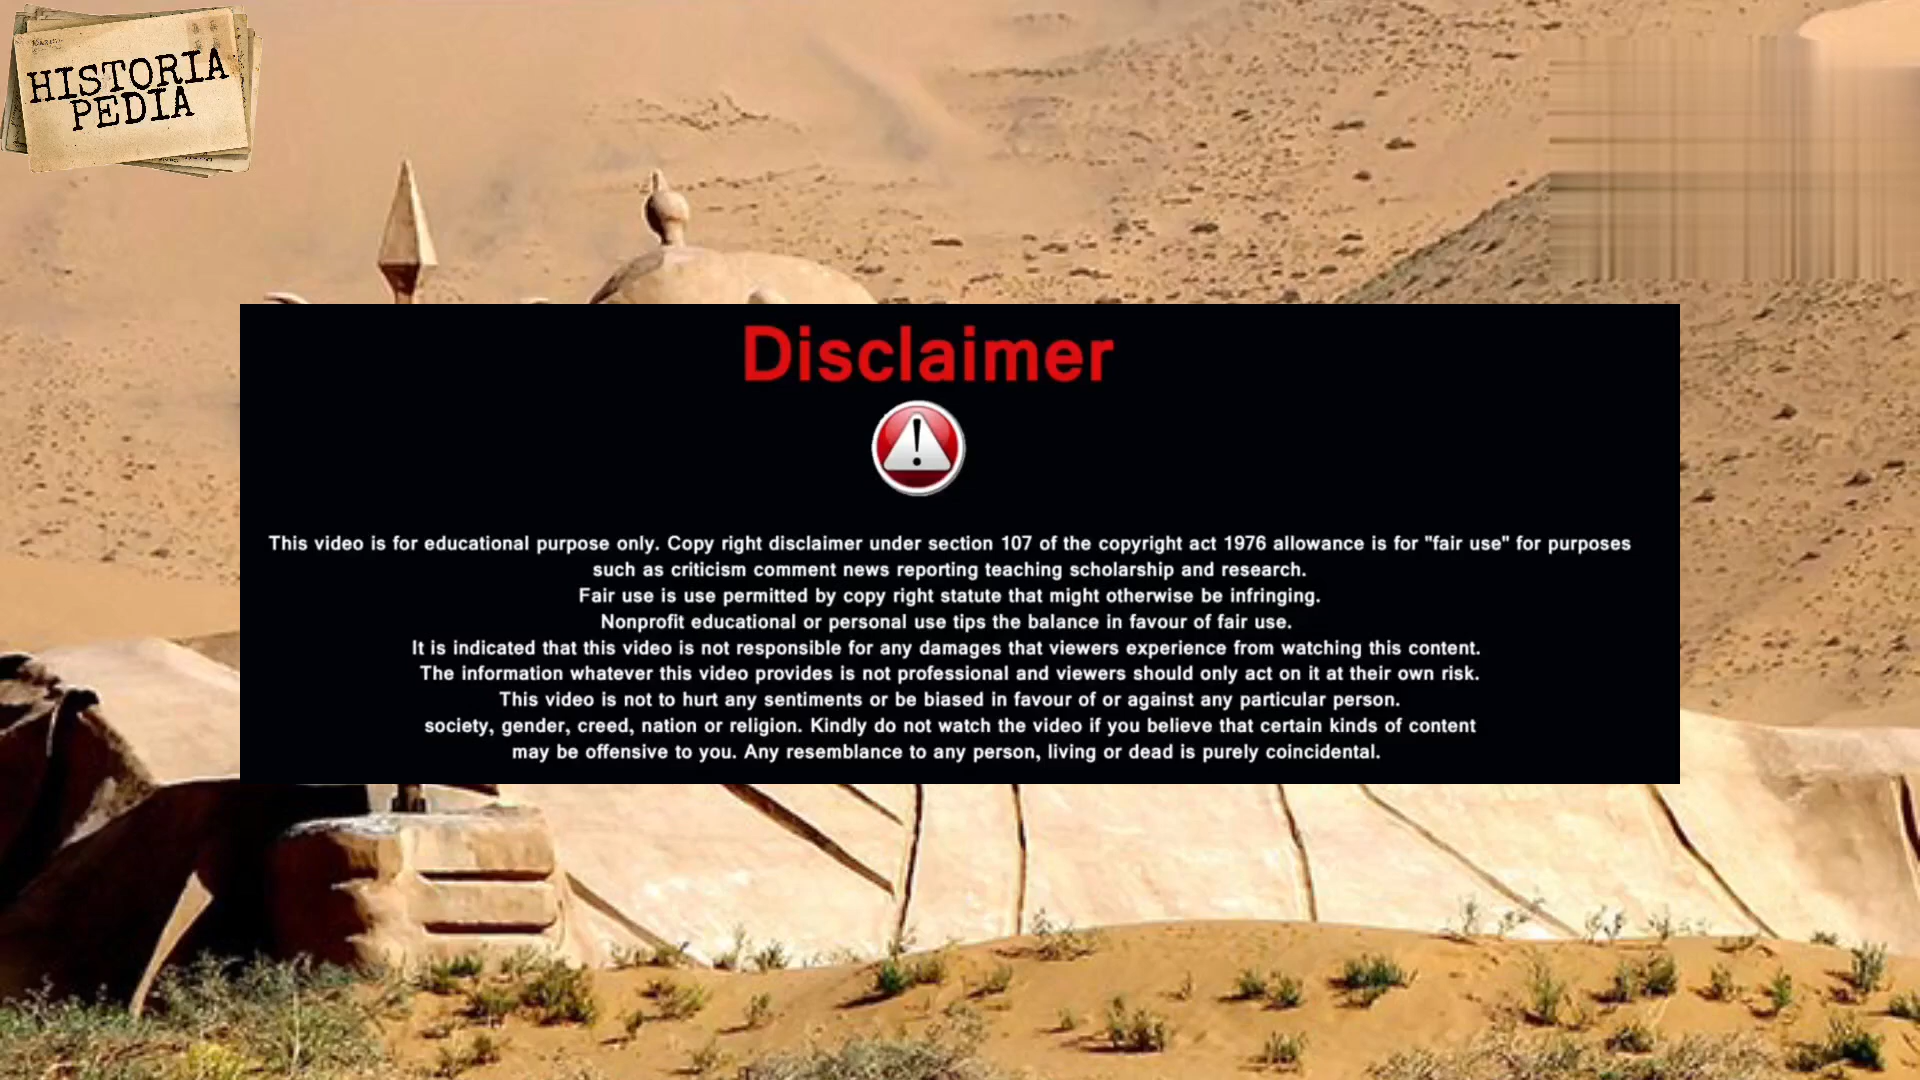 HISTORIA
PEDIA
Disclaimer
This video is for educational purpose only. Copy right disclaimer under section 107 of the copyright act 1976 allowance is for "fair use" for purposes
such as criticism comment news reporting teaching scholarship and research.
Fair use is use permitted by copy right statute that might otherwise be infringing.
Nonprofit educational or personal use tips the balance in favour of fair use.
It is indicated that this video is not responsible for any damages that viewers experience from watching this content.
The information whatever this video provides is not professional and viewers should only act on it at their own risk.
This video is not to hurt any sentiments or be biased in favour of or against any particular person.
society, gender, creed, nation or religion. Kindly do not watch the video if you believe that certain kinds of content
may be offensive to you. Any resemblance to any person, living or dead is purely coincidental.